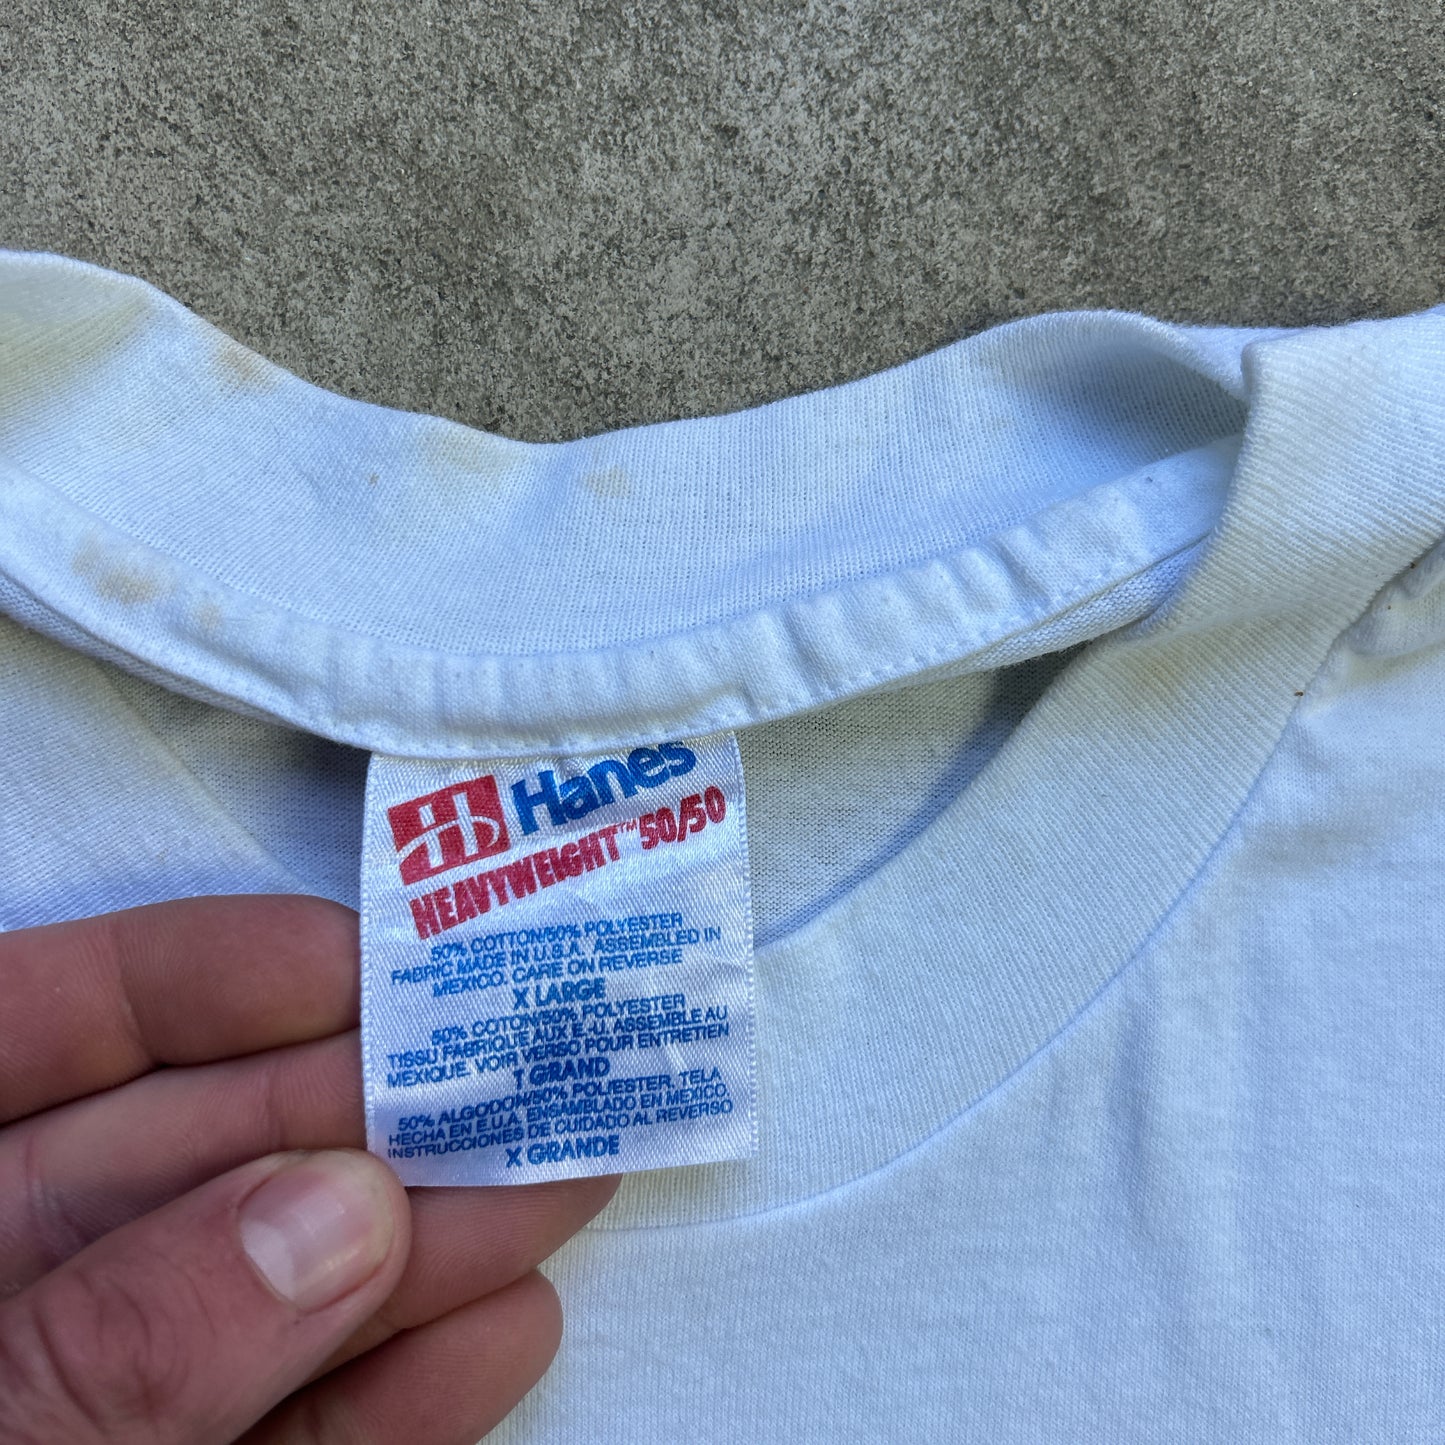 Hanes
HEAVYWEIGHT™ 50/50
50% COTTON/50% POLYESTER
FABRIC MADE IN U.S.A. ASSEMBLED IN
MEXICO. CARE ON REVERSE
X LARGE
50% COTON/50% POLYESTER
TISSU FABRIQUE AUX E.-U. ASSEMBLE AU
MEXIQUE. VOIR VERSO POUR ENTRETIEN
T GRAND
50% ALGODON/50% POLIESTER. TELA
HECHA EN E.U.A. ENSAMBLADO EN MEXICO.
INSTRUCCIONES DE CUIDADO AL REVERSO
X GRANDE